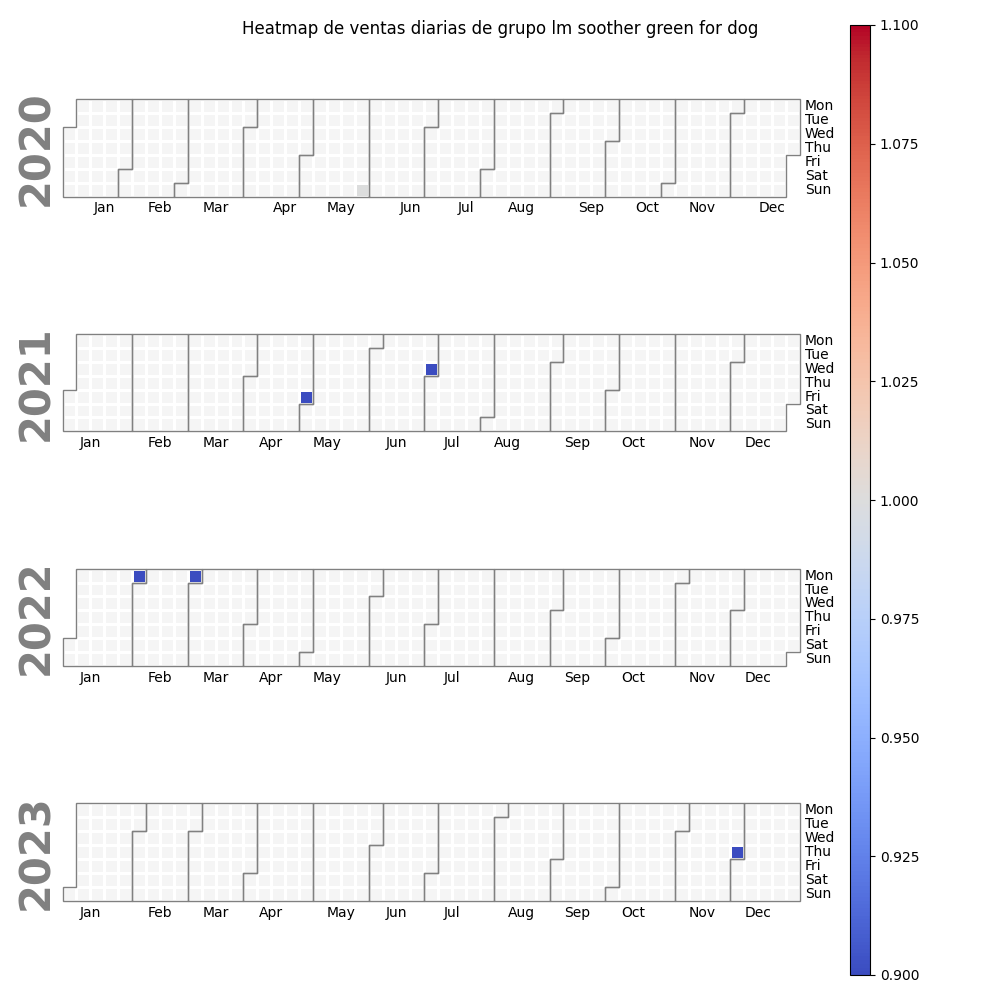 Heatmap de ventas diarias de grupo lm soother green for dog
2020
Mon
Tue
Wed
Thu
Fri
Sat
Sun
Jan Feb Mar Apr May Jun Jul Aug Sep Oct Nov Dec
2021
Mon
Tue
Wed
Thu
Fri
Sat
Sun
Jan Feb Mar Apr May Jun Jul Aug Sep Oct Nov Dec
2022
Mon
Tue
Wed
Thu
Fri
Sat
Sun
Jan Feb Mar Apr May Jun Jul Aug Sep Oct Nov Dec
2023
Mon
Tue
Wed
Thu
Fri
Sat
Sun
Jan Feb Mar Apr May Jun Jul Aug Sep Oct Nov Dec
1.100
1.075
1.050
1.025
1.000
0.975
0.950
0.925
0.900